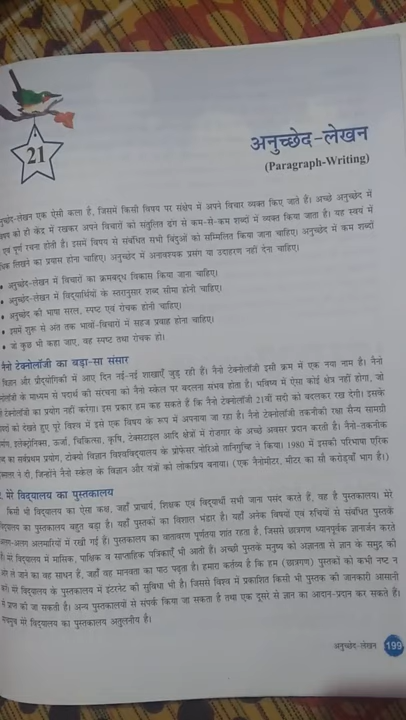 21
अनुच्छेद-लेखन
(Paragraph-Writing)
अनुच्छेद-लेखन एक ऐसी कला है, जिसमें किसी विषय पर संक्षेप में अपने विचार व्यक्त किए जाते हैं। अच्छे अनुच्छेद में
को ही केंद्र में रखकर अपने विचारों को संतुलित ढंग से कम-से-कम शब्दों में व्यक्त किया जाता है। यह स्वयं में
एवं पूर्ण रचना होती है। इसमें विषय से संबंधित सभी बिंदुओं को सम्मिलित किया जाना चाहिए। अनुच्छेद में कम शब्दों
लिखने का प्रयास होना चाहिए। अनुच्छेद में अनावश्यक प्रसंग या उदाहरण नहीं देना चाहिए।
• अनुच्छेद-लेखन में विचारों का क्रमबद्ध विकास किया जाना चाहिए।
• अनुच्छेद-लेखन में विद्यार्थियों के स्तरानुसार शब्द सीमा होनी चाहिए।
• अनुच्छेद की भाषा सरल, स्पष्ट एवं रोचक होनी चाहिए।
• इसमें शुरू से अंत तक भावों-विचारों में सहज प्रवाह होना चाहिए।
• जो कुछ भी कहा जाए, वह स्पष्ट तथा रोचक हो।
नैनो टेक्नोलॉजी का बड़ा-सा संसार
विज्ञान और प्रौद्योगिकी में आए दिन नई-नई शाखाएँ जुड़ रही हैं। नैनो टेक्नोलॉजी इसी क्रम में एक नया नाम है। नैनो
के माध्यम से पदार्थ की संरचना को नैनो स्केल पर बदलना संभव होता है। भविष्य में ऐसा कोई क्षेत्र नहीं होगा, जो
टेक्नोलॉजी का प्रयोग नहीं करेगा। इस प्रकार हम कह सकते हैं कि नैनो टेक्नोलॉजी 21वीं सदी को बदलकर रख देगी। इसके
को देखते हुए पूरे विश्व में इसे एक विषय के रूप में अपनाया जा रहा है। नैनो टेक्नोलॉजी तकनीकी रक्षा सैन्य सामग्री
इलेक्ट्रॉनिक्स, ऊर्जा, चिकित्सा, कृषि, टेक्सटाइल आदि क्षेत्रों में रोजगार के अच्छे अवसर प्रदान करती है। नैनो-तकनीक
का सर्वप्रथम प्रयोग, टोक्यो विज्ञान विश्वविद्यालय के प्रोफेसर नोरिओ तानिगुचि ने किया। 1980 में इसकी परिभाषा एरिक
ने दी, जिन्होंने नैनो स्केल के विज्ञान और यंत्रों को लोकप्रिय बनाया। (एक नैनोमीटर, मीटर का सौ करोड़वाँ भाग है।)
मेरे विद्यालय का पुस्तकालय
किसी भी विद्यालय का ऐसा कक्ष, जहाँ प्राचार्य, शिक्षक एवं विद्यार्थी सभी जाना पसंद करते हैं, वह है पुस्तकालय। मेरे
विद्यालय का पुस्तकालय बहुत बड़ा है। यहाँ पुस्तकों का विशाल भंडार है। यहाँ अनेक विषयों एवं रुचियों से संबंधित पुस्तकें
अलग-अलग अलमारियों में रखी गई हैं। पुस्तकालय का वातावरण पूर्णतया शांत रहता है, जिससे छात्रगण ध्यानपूर्वक ज्ञानार्जन करते
हैं। मेरे विद्यालय में मासिक, पाक्षिक व साप्ताहिक पत्रिकाएँ भी आती हैं। अच्छी पुस्तकें मनुष्य को अज्ञानता से ज्ञान के समुद्र की
ओर ले जाने का वह साधन हैं, जहाँ वह मानवता का पाठ पढ़ता है। हमारा कर्तव्य है कि हम (छात्रगण) पुस्तकों को कभी नष्ट न
करें। मेरे विद्यालय के पुस्तकालय में इंटरनेट की सुविधा भी है। जिससे विश्व में प्रकाशित किसी भी पुस्तक की जानकारी आसानी
से प्राप्त की जा सकती है। अन्य पुस्तकालयों से संपर्क किया जा सकता है तथा एक दूसरे से ज्ञान का आदान-प्रदान कर सकते हैं।
सचमुच मेरे विद्यालय का पुस्तकालय अतुलनीय है।
अनुच्छेद-लेखन 199